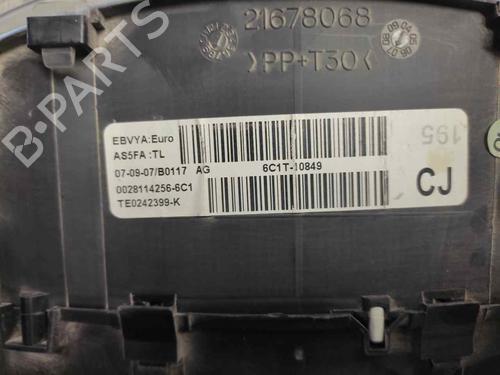 21678068
>PP+T30<
EBVYA:Euro
AS5FA :TL
07-09-07/B0117 AG 6C1T-10849
0028114256-6C1
TE0242399-K
CJ
195
B-PARTS